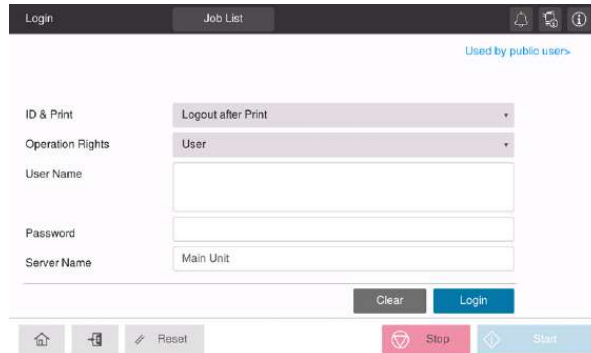 Login Job List
Used by public user>
ID & Print Logout after Print
Operation Rights User
User Name
Password
Server Name Main Unit
Clear Login
Reset Stop Start